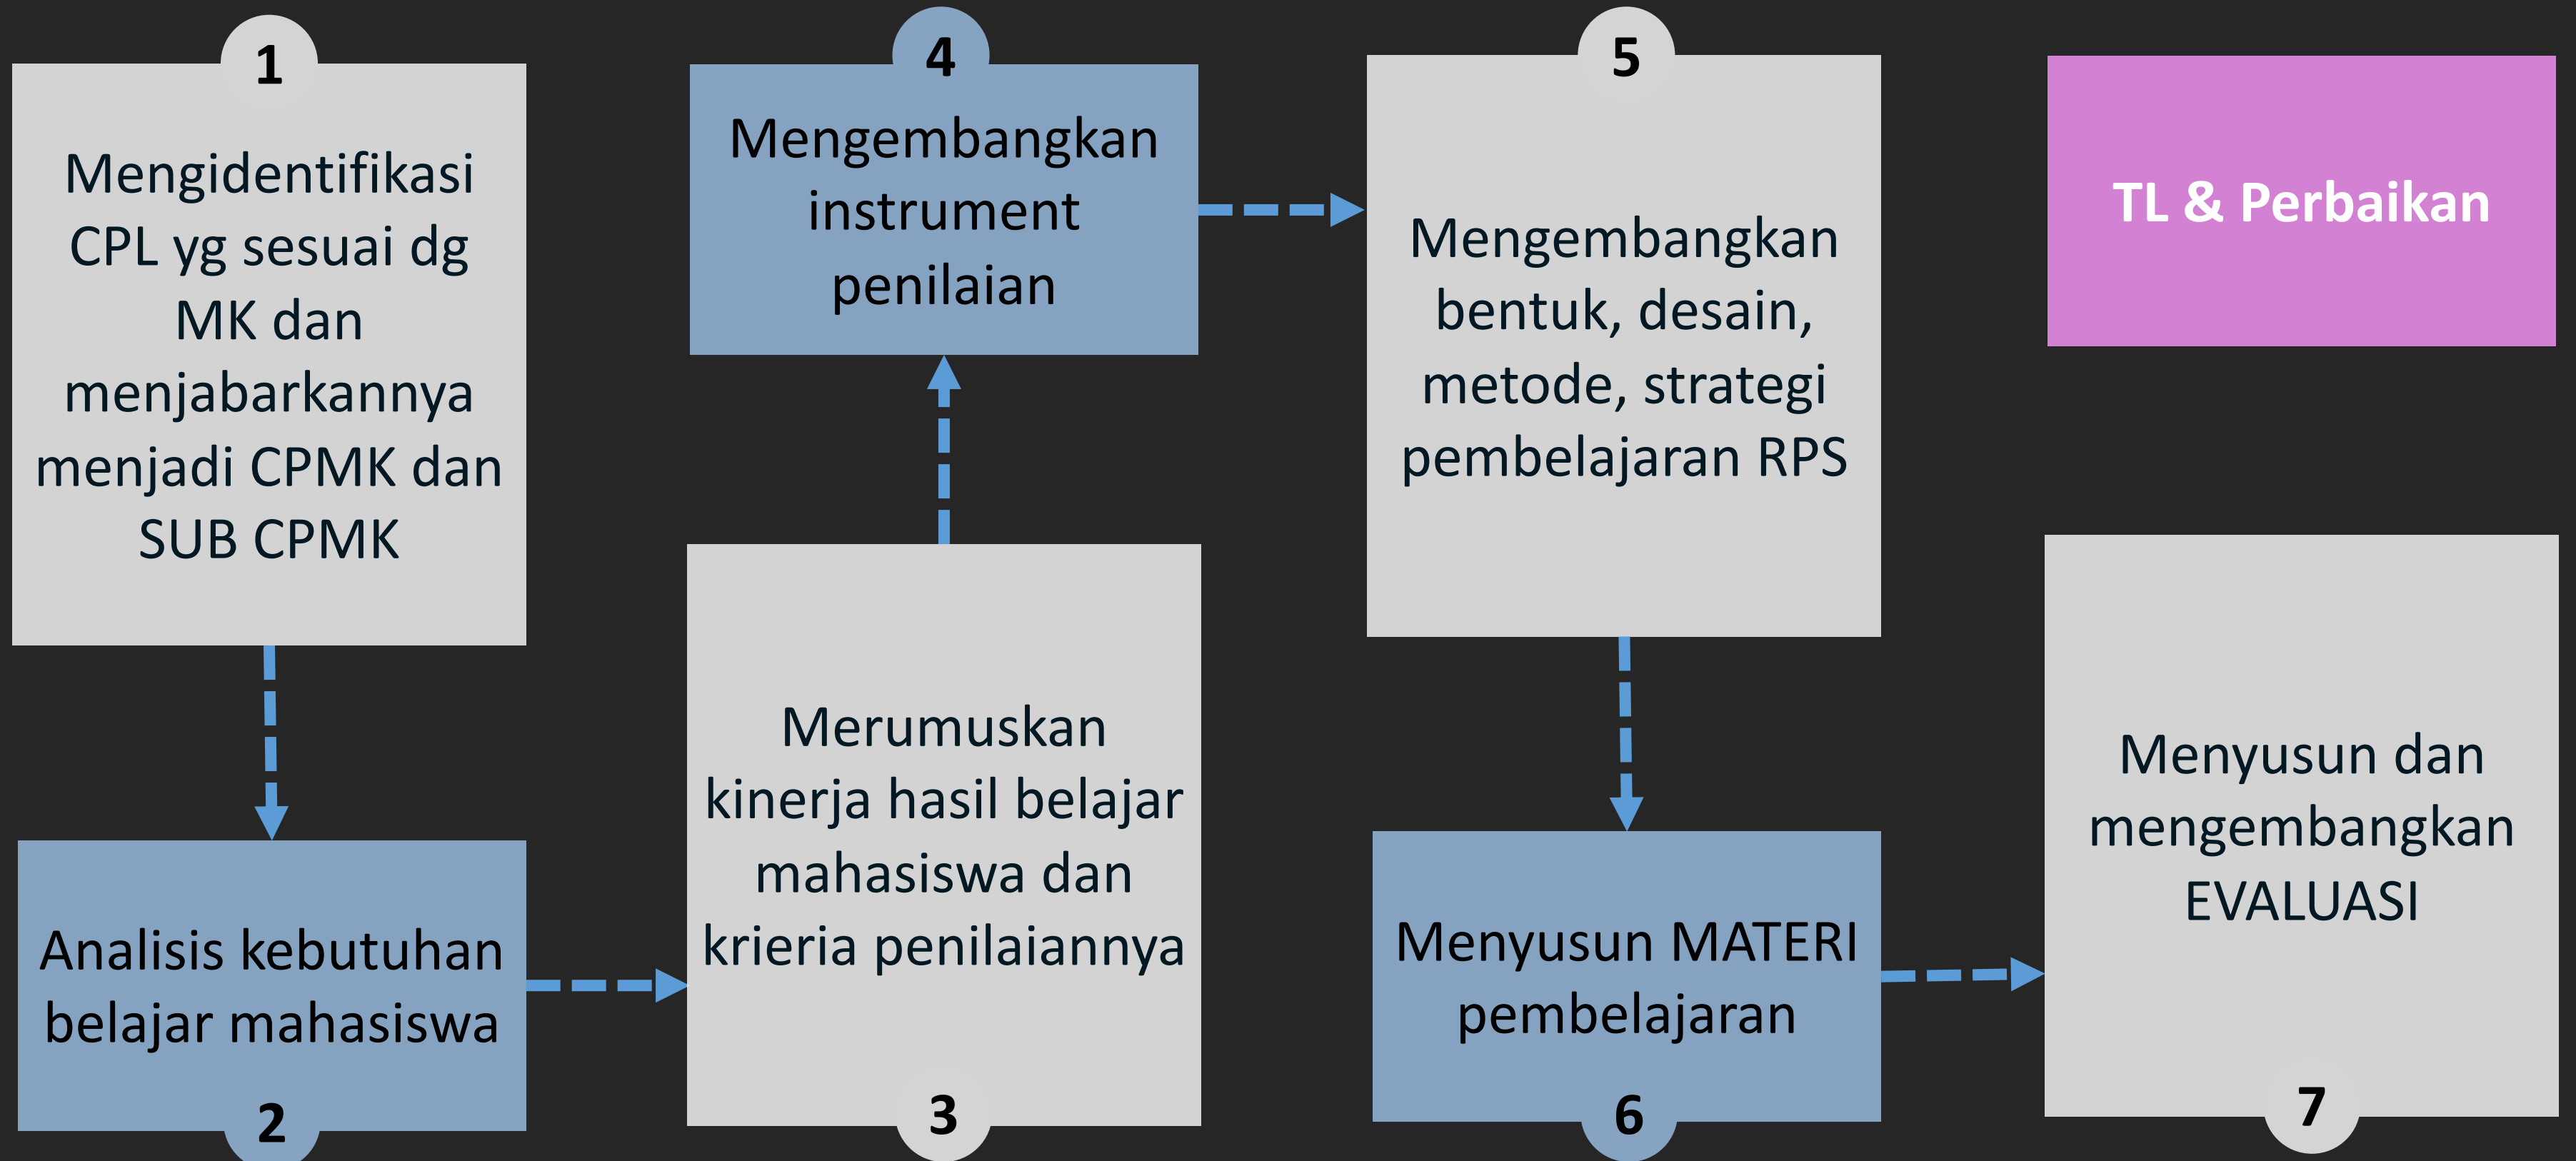 1
Mengidentifikasi
CPL yg sesuai dg
MK dan
menjabarkannya
menjadi CPMK dan
SUB CPMK
Analisis kebutuhan
belajar mahasiswa
2
Merumuskan
kinerja hasil belajar
mahasiswa dan
krieria penilaiannya
3
4
Mengembangkan
instrument
penilaian
5
Mengembangkan
bentuk, desain,
metode, strategi
pembelajaran RPS
Menyusun MATERI
pembelajaran
6
Menyusun dan
mengembangkan
EVALUASI
7
TL & Perbaikan